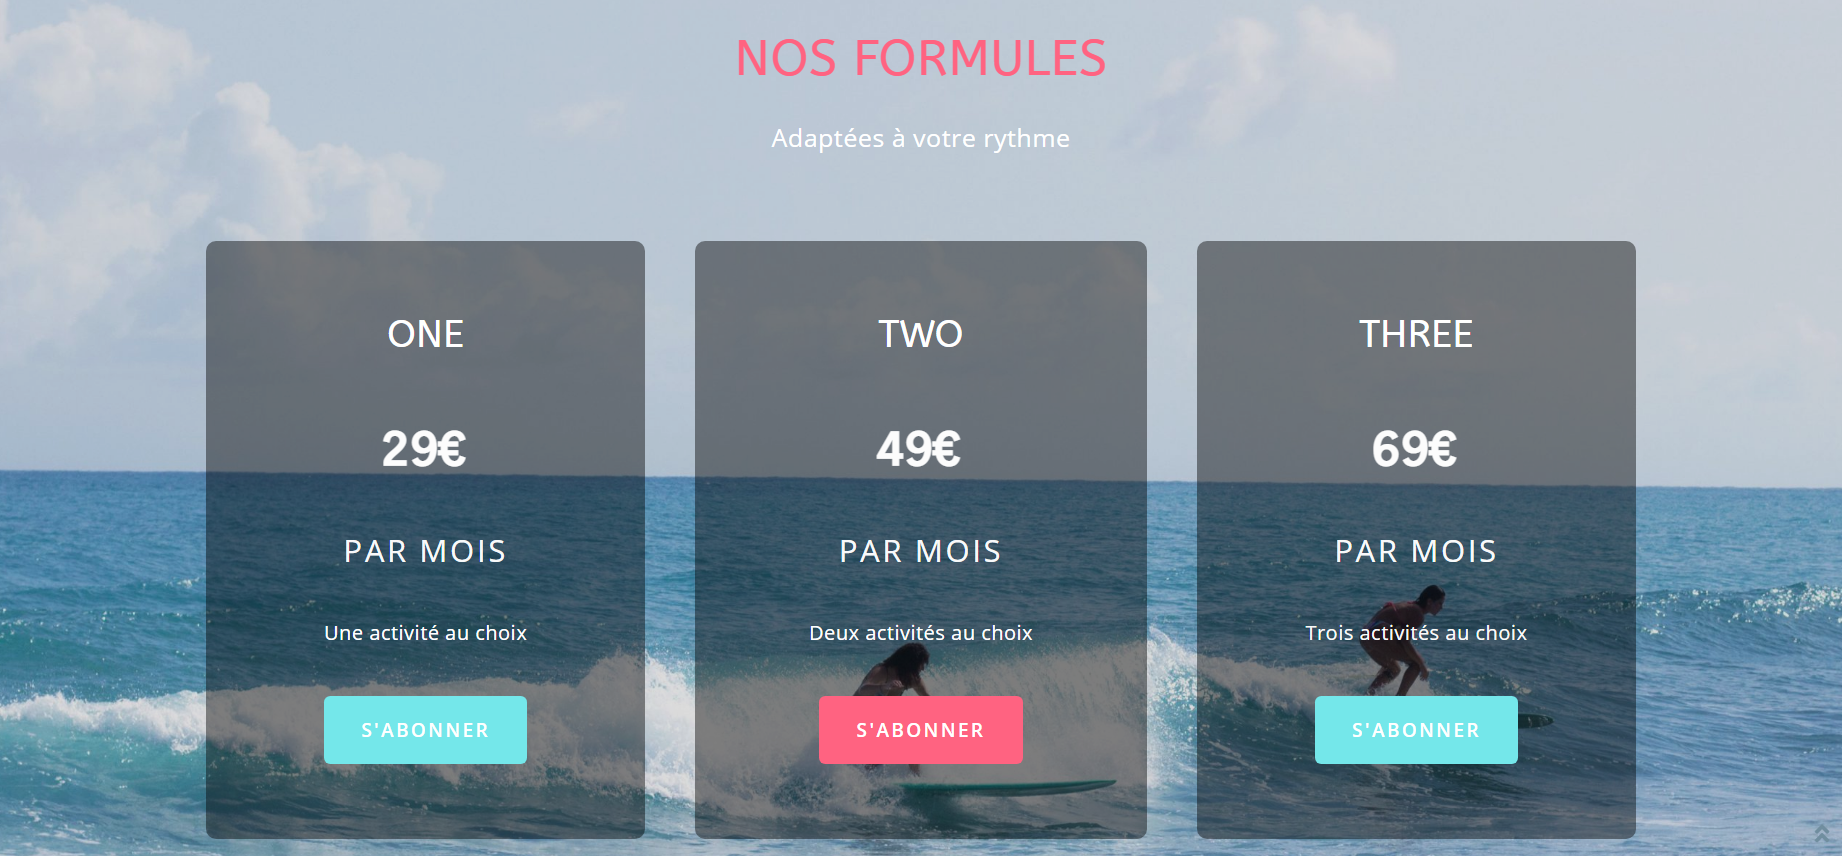 NOS FORMULES
Adaptées à votre rythme
ONE
29€
PAR MOIS
Une activité au choix
S'ABONNER
TWO
49€
PAR MOIS
Deux activités au choix
S'ABONNER
THREE
69€
PAR MOIS
Trois activités au choix
S'ABONNER